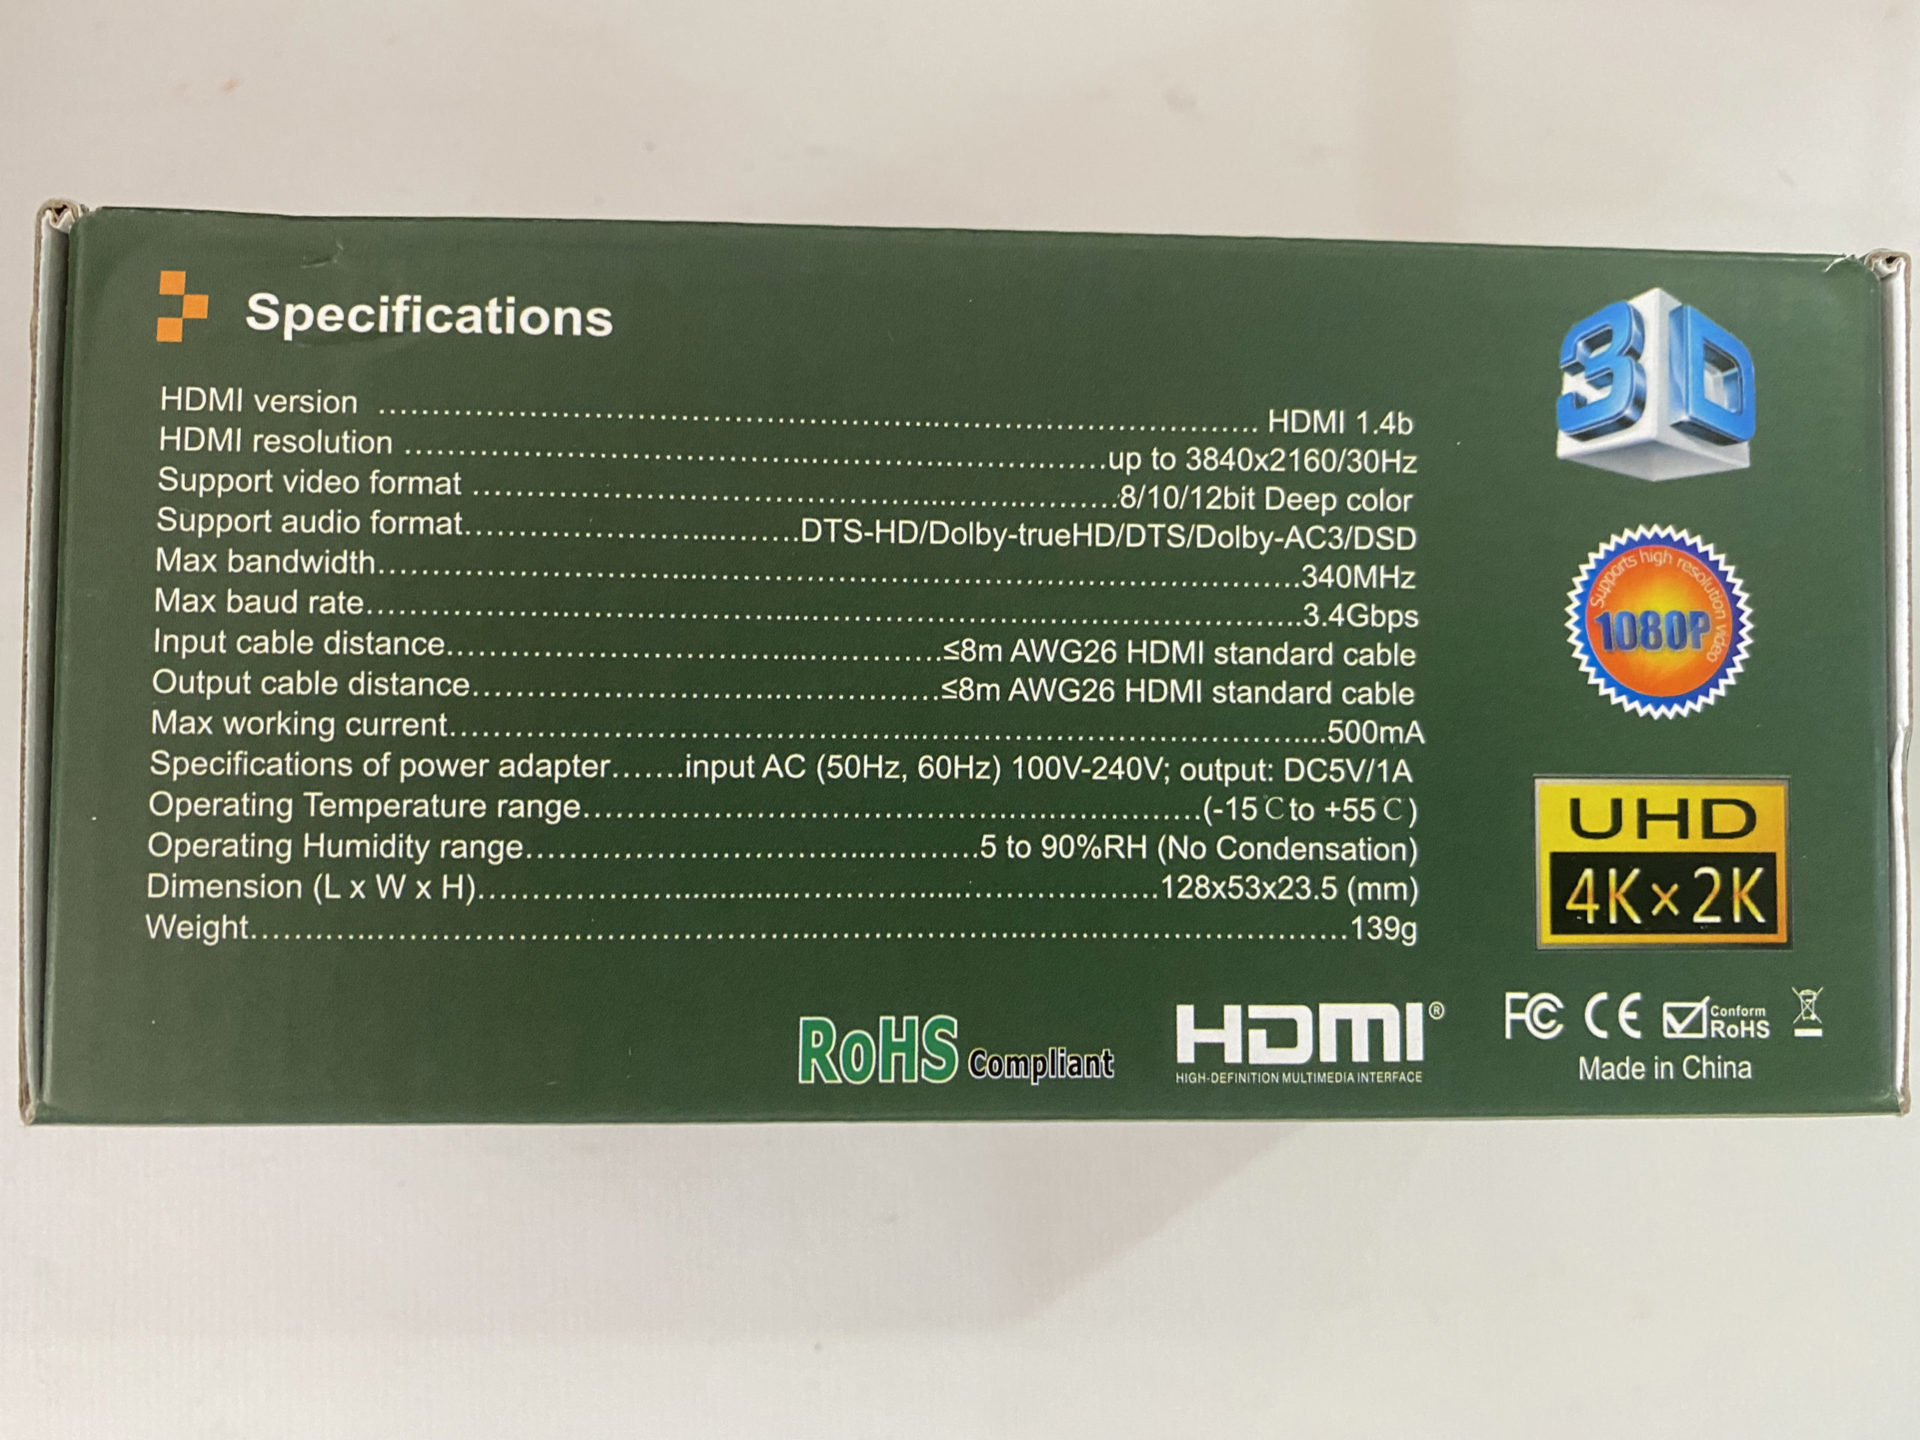 Specifications
HDMI version ........ HDMI 1.4b
HDMI resolution ........ up to 3840x2160/30Hz
Support video format ........ 8/10/12bit Deep color
Support audio format ........ DTS-HD/Dolby-trueHD/DTS/Dolby-AC3/DSD
Max bandwidth ........ 340MHz
Max baud rate ........ 3.4Gbps
Input cable distance ........ ≤8m AWG26 HDMI standard cable
Output cable distance ........ ≤8m AWG26 HDMI standard cable
Max working current ........ 500mA
Specifications of power adapter ....... input AC (50Hz, 60Hz) 100V-240V; output: DC5V/1A
Operating Temperature range ........ (-15℃ to +55℃)
Operating Humidity range ........ 5 to 90%RH (No Condensation)
Dimension (L x W x H) ........ 128x53x23.5 (mm)
Weight ........ 139g
3D
Supports high resolution video
1080P
UHD
4K×2K
RoHS Compliant
HDMI®
HIGH-DEFINITION MULTIMEDIA INTERFACE
FC CE Conform RoHS
Made in China